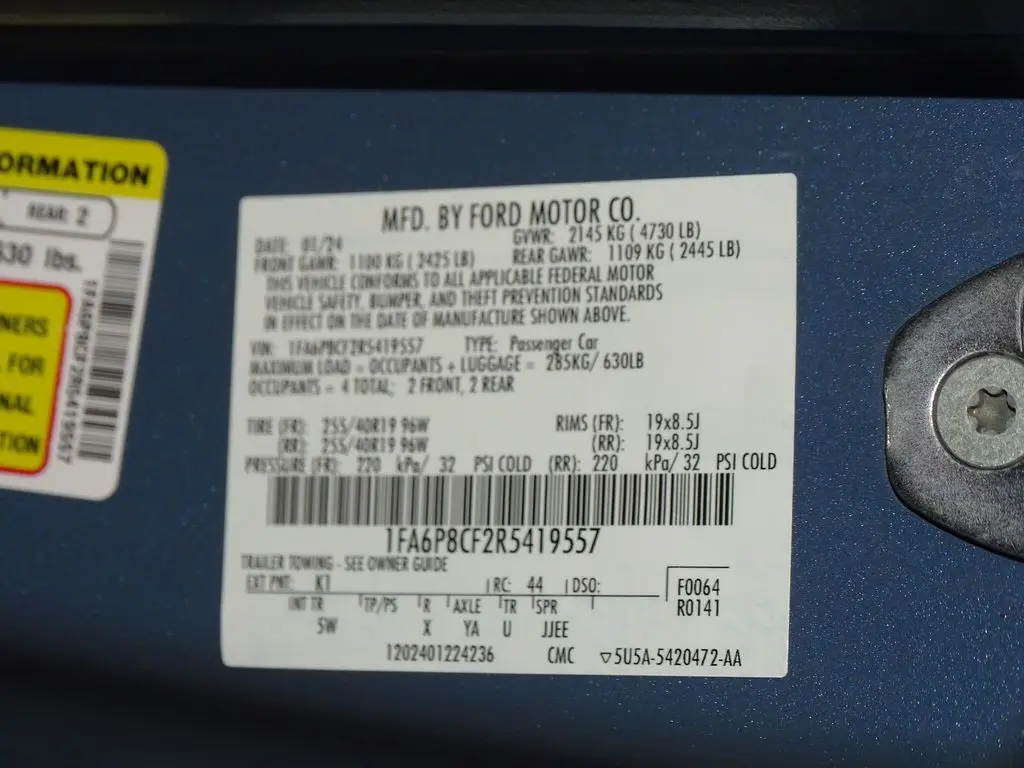 ORMATION
REAR: 2
630 lbs.
NERS
FOR
NAL
TION
1FA6P8CF2R5419557
MFD. BY FORD MOTOR CO.
DATE: 01/24 GVWR: 2145 KG ( 4730 LB)
FRONT GAWR: 1100 KG ( 2425 LB) REAR GAWR: 1109 KG ( 2445 LB)
THIS VEHICLE CONFORMS TO ALL APPLICABLE FEDERAL MOTOR
VEHICLE SAFETY, BUMPER, AND THEFT PREVENTION STANDARDS
IN EFFECT ON THE DATE OF MANUFACTURE SHOWN ABOVE.
VIN: 1FA6P8CF2R5419557 TYPE: Passenger Car
MAXIMUM LOAD = OCCUPANTS + LUGGAGE = 285KG/ 630LB
OCCUPANTS = 4 TOTAL; 2 FRONT, 2 REAR
TIRE (FR): 255/40R19 96W RIMS (FR): 19x8.5J
(RR): 255/40R19 96W (RR): 19x8.5J
PRESSURE (FR): 220 kPa/ 32 PSI COLD (RR): 220 kPa/ 32 PSI COLD
1FA6P8CF2R5419557
TRAILER TOWING - SEE OWNER GUIDE
EXT PNT: K1 RC: 44 DSO: F0064
R0141
INT TR TP/PS R AXLE TR SPR
5W X YA U JJEE
1202401224236 CMC ▽5U5A-5420472-AA